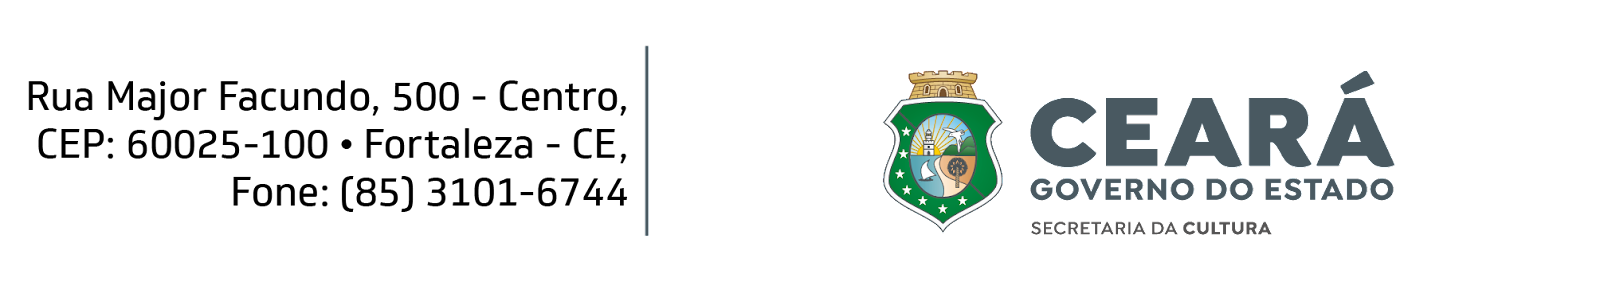 Rua Major Facundo, 500 - Centro,
CEP: 60025-100 • Fortaleza - CE,
Fone: (85) 3101-6744
CEARÁ
GOVERNO DO ESTADO
SECRETARIA DA CULTURA